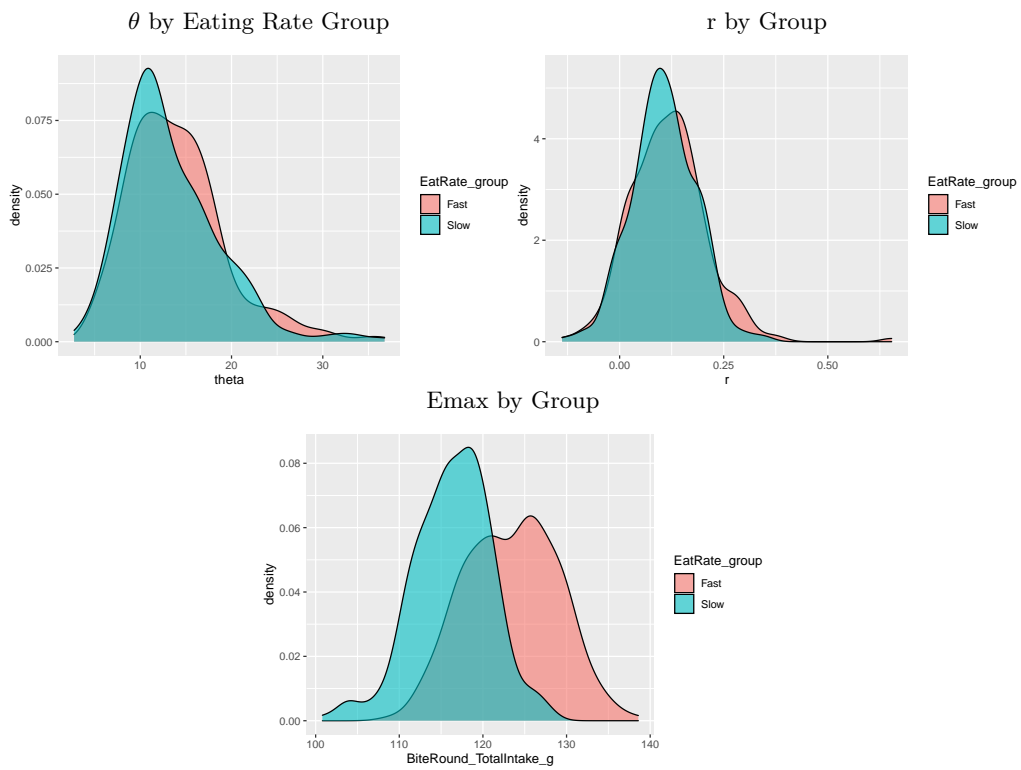 θ by Eating Rate Group
density
0.075
0.050
0.025
0.000
10 20 30
theta
EatRate_group
Fast
Slow
r by Group
density
4
2
0
0.00 0.25 0.50
r
EatRate_group
Fast
Slow
Emax by Group
density
0.08
0.06
0.04
0.02
0.00
100 110 120 130 140
BiteRound_TotalIntake_g
EatRate_group
Fast
Slow